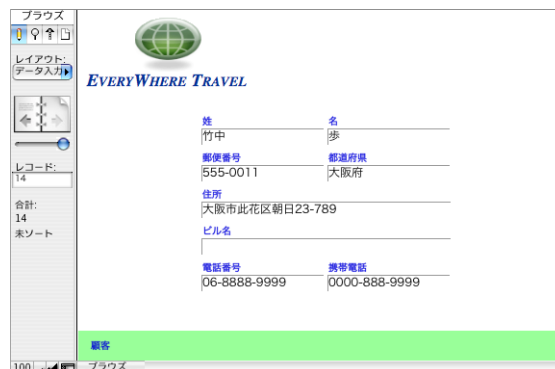 ブラウズ
レイアウト:
データ入力
レコード:
14
合計:
14
未ソート
EVERYWHERE TRAVEL
姓 名
竹中 歩
郵便番号 都道府県
555-0011 大阪府
住所
大阪市此花区朝日23-789
ビル名
電話番号 携帯電話
06-8888-9999 0000-888-9999
顧客
100 ブラウズ